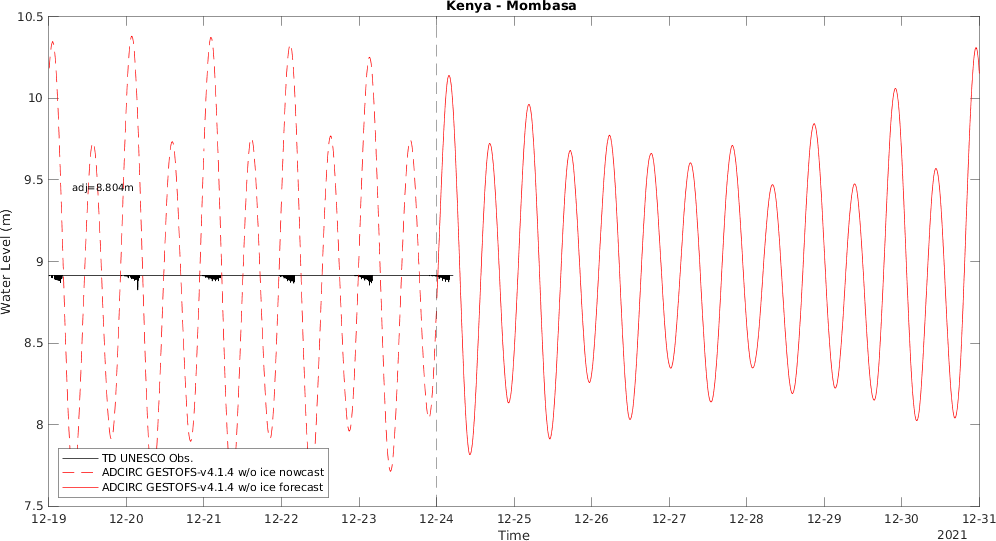 Kenya - Mombasa
10.5
10
9.5
9
8.5
8
7.5
Water Level (m)
adj=8.804m
TD UNESCO Obs.
ADCIRC GESTOFS-v4.1.4 w/o ice nowcast
ADCIRC GESTOFS-v4.1.4 w/o ice forecast
12-19 12-20 12-21 12-22 12-23 12-24 12-25 12-26 12-27 12-28 12-29 12-30 12-31
Time
2021